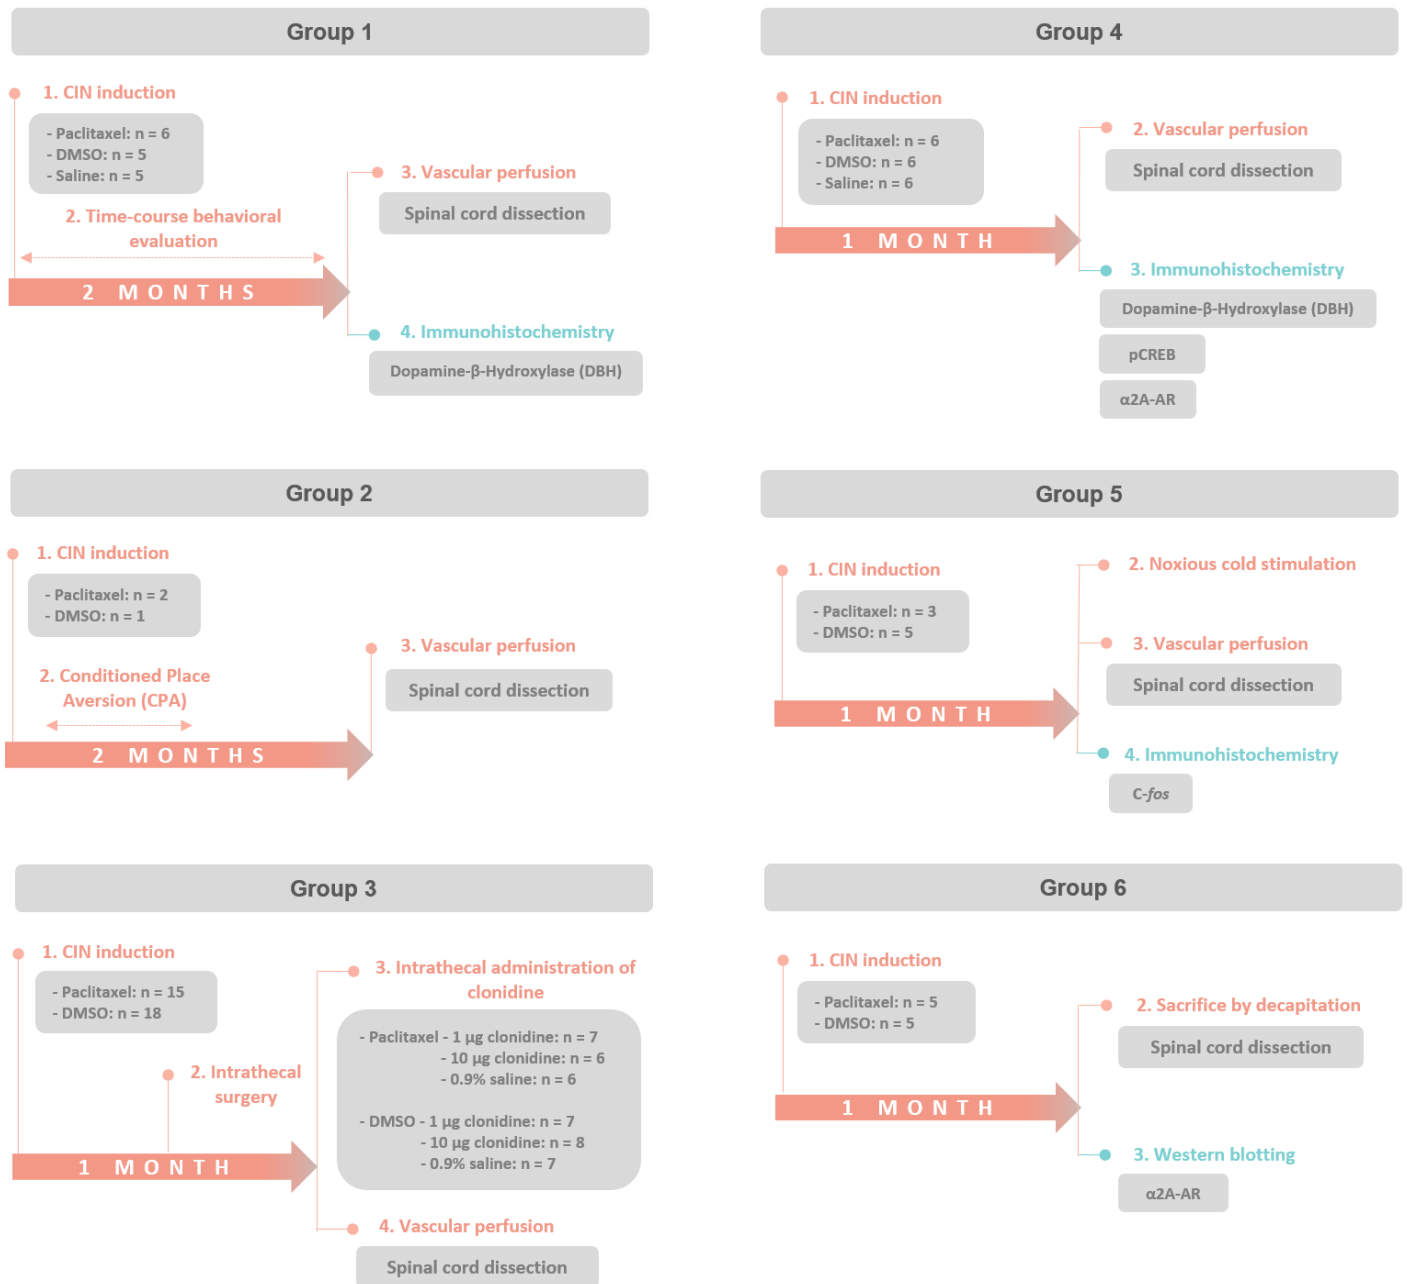 Group 1
1. CIN induction
- Paclitaxel: n = 6
- DMSO: n = 5
- Saline: n = 5
2. Time-course behavioral
evaluation
2 MONTHS
3. Vascular perfusion
Spinal cord dissection
4. Immunohistochemistry
Dopamine-β-Hydroxylase (DBH)
Group 2
1. CIN induction
- Paclitaxel: n = 2
- DMSO: n = 1
2. Conditioned Place
Aversion (CPA)
2 MONTHS
3. Vascular perfusion
Spinal cord dissection
Group 3
1. CIN induction
- Paclitaxel: n = 15
- DMSO: n = 18
2. Intrathecal
surgery
1 MONTH
3. Intrathecal administration of
clonidine
- Paclitaxel - 1 µg clonidine: n = 7
- 10 µg clonidine: n = 6
- 0.9% saline: n = 6
- DMSO - 1 µg clonidine: n = 7
- 10 µg clonidine: n = 8
- 0.9% saline: n = 7
4. Vascular perfusion
Spinal cord dissection
Group 4
1. CIN induction
- Paclitaxel: n = 6
- DMSO: n = 6
- Saline: n = 6
1 MONTH
2. Vascular perfusion
Spinal cord dissection
3. Immunohistochemistry
Dopamine-β-Hydroxylase (DBH)
pCREB
α2A-AR
Group 5
1. CIN induction
- Paclitaxel: n = 3
- DMSO: n = 5
1 MONTH
2. Noxious cold stimulation
3. Vascular perfusion
Spinal cord dissection
4. Immunohistochemistry
C-fos
Group 6
1. CIN induction
- Paclitaxel: n = 5
- DMSO: n = 5
1 MONTH
2. Sacrifice by decapitation
Spinal cord dissection
3. Western blotting
α2A-AR